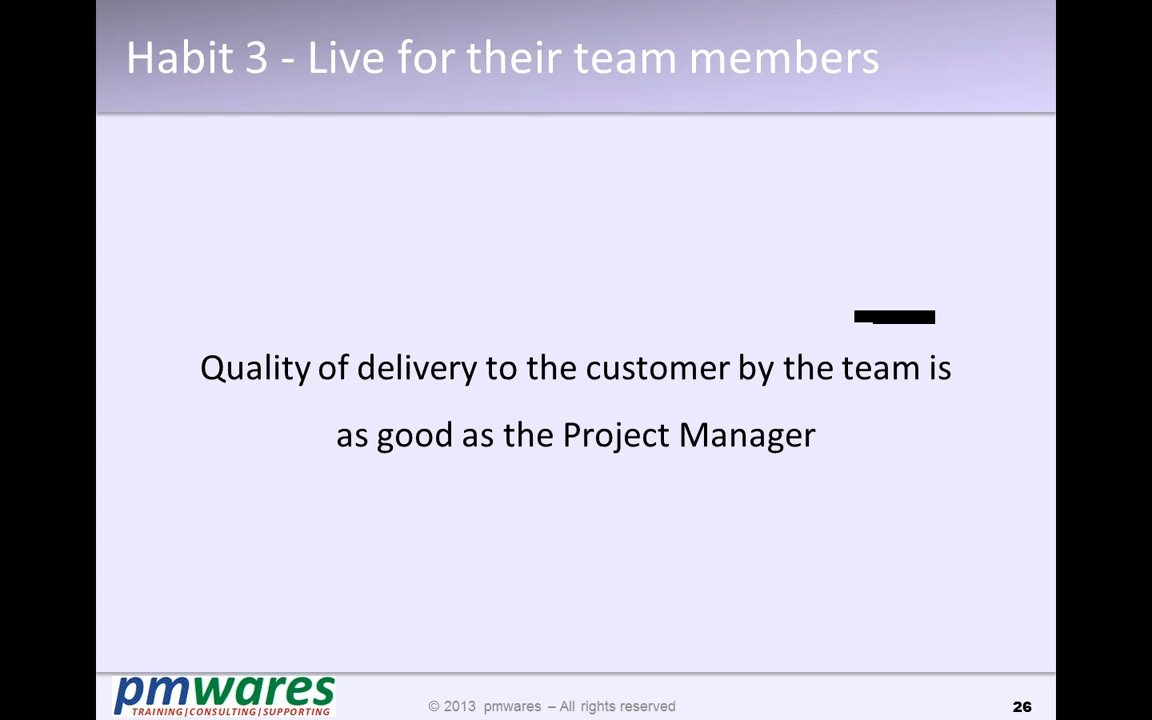 Habit 3 - Live for their team members
Quality of delivery to the customer by the team is
as good as the Project Manager
pmwares
TRAINING|CONSULTING|SUPPORTING
© 2013 pmwares – All rights reserved
26